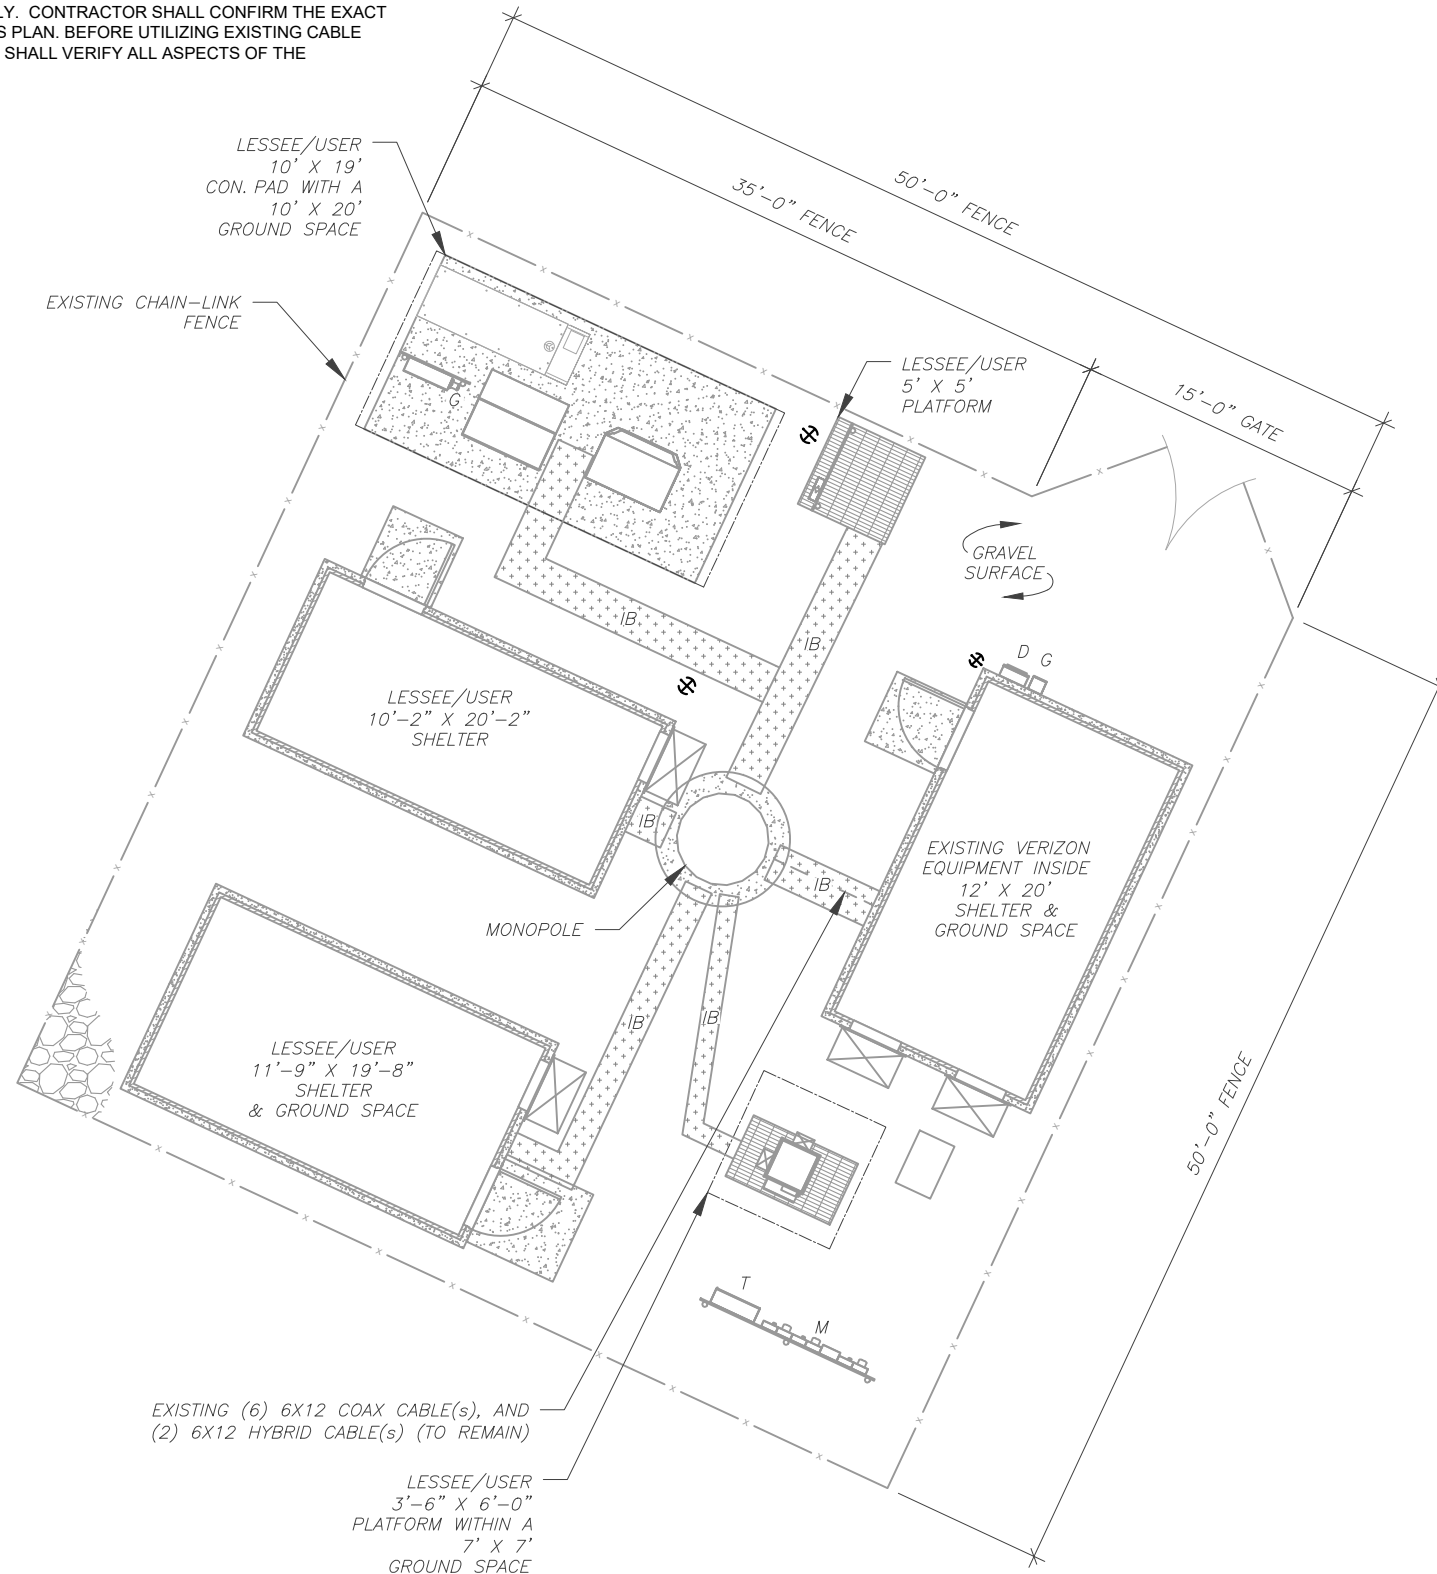 LY.  CONTRACTOR SHALL CONFIRM THE EXACT
S PLAN. BEFORE UTILIZING EXISTING CABLE
SHALL VERIFY ALL ASPECTS OF THE
LESSEE/USER
10' X 19'
CON. PAD WITH A
10' X 20'
GROUND SPACE
EXISTING CHAIN-LINK
FENCE
35'-0" FENCE
50'-0" FENCE
LESSEE/USER
5' X 5'
PLATFORM
15'-0" GATE
G
GRAVEL
SURFACE
IB
IB
D
G
LESSEE/USER
10'-2" X 20'-2"
SHELTER
IB
EXISTING VERIZON
EQUIPMENT INSIDE
12' X 20'
SHELTER &
GROUND SPACE
IB
MONOPOLE
IB
IB
LESSEE/USER
11'-9" X 19'-8"
SHELTER
& GROUND SPACE
50'-0" FENCE
T
M
EXISTING (6) 6X12 COAX CABLE(s), AND
(2) 6X12 HYBRID CABLE(s) (TO REMAIN)
LESSEE/USER
3'-6" X 6'-0"
PLATFORM WITHIN A
7' X 7'
GROUND SPACE